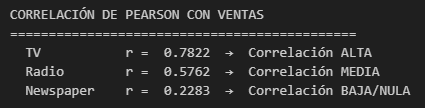 CORRELACIÓN DE PEARSON CON VENTAS
=============================================
TV r = 0.7822 → Correlación ALTA
Radio r = 0.5762 → Correlación MEDIA
Newspaper r = 0.2283 → Correlación BAJA/NULA